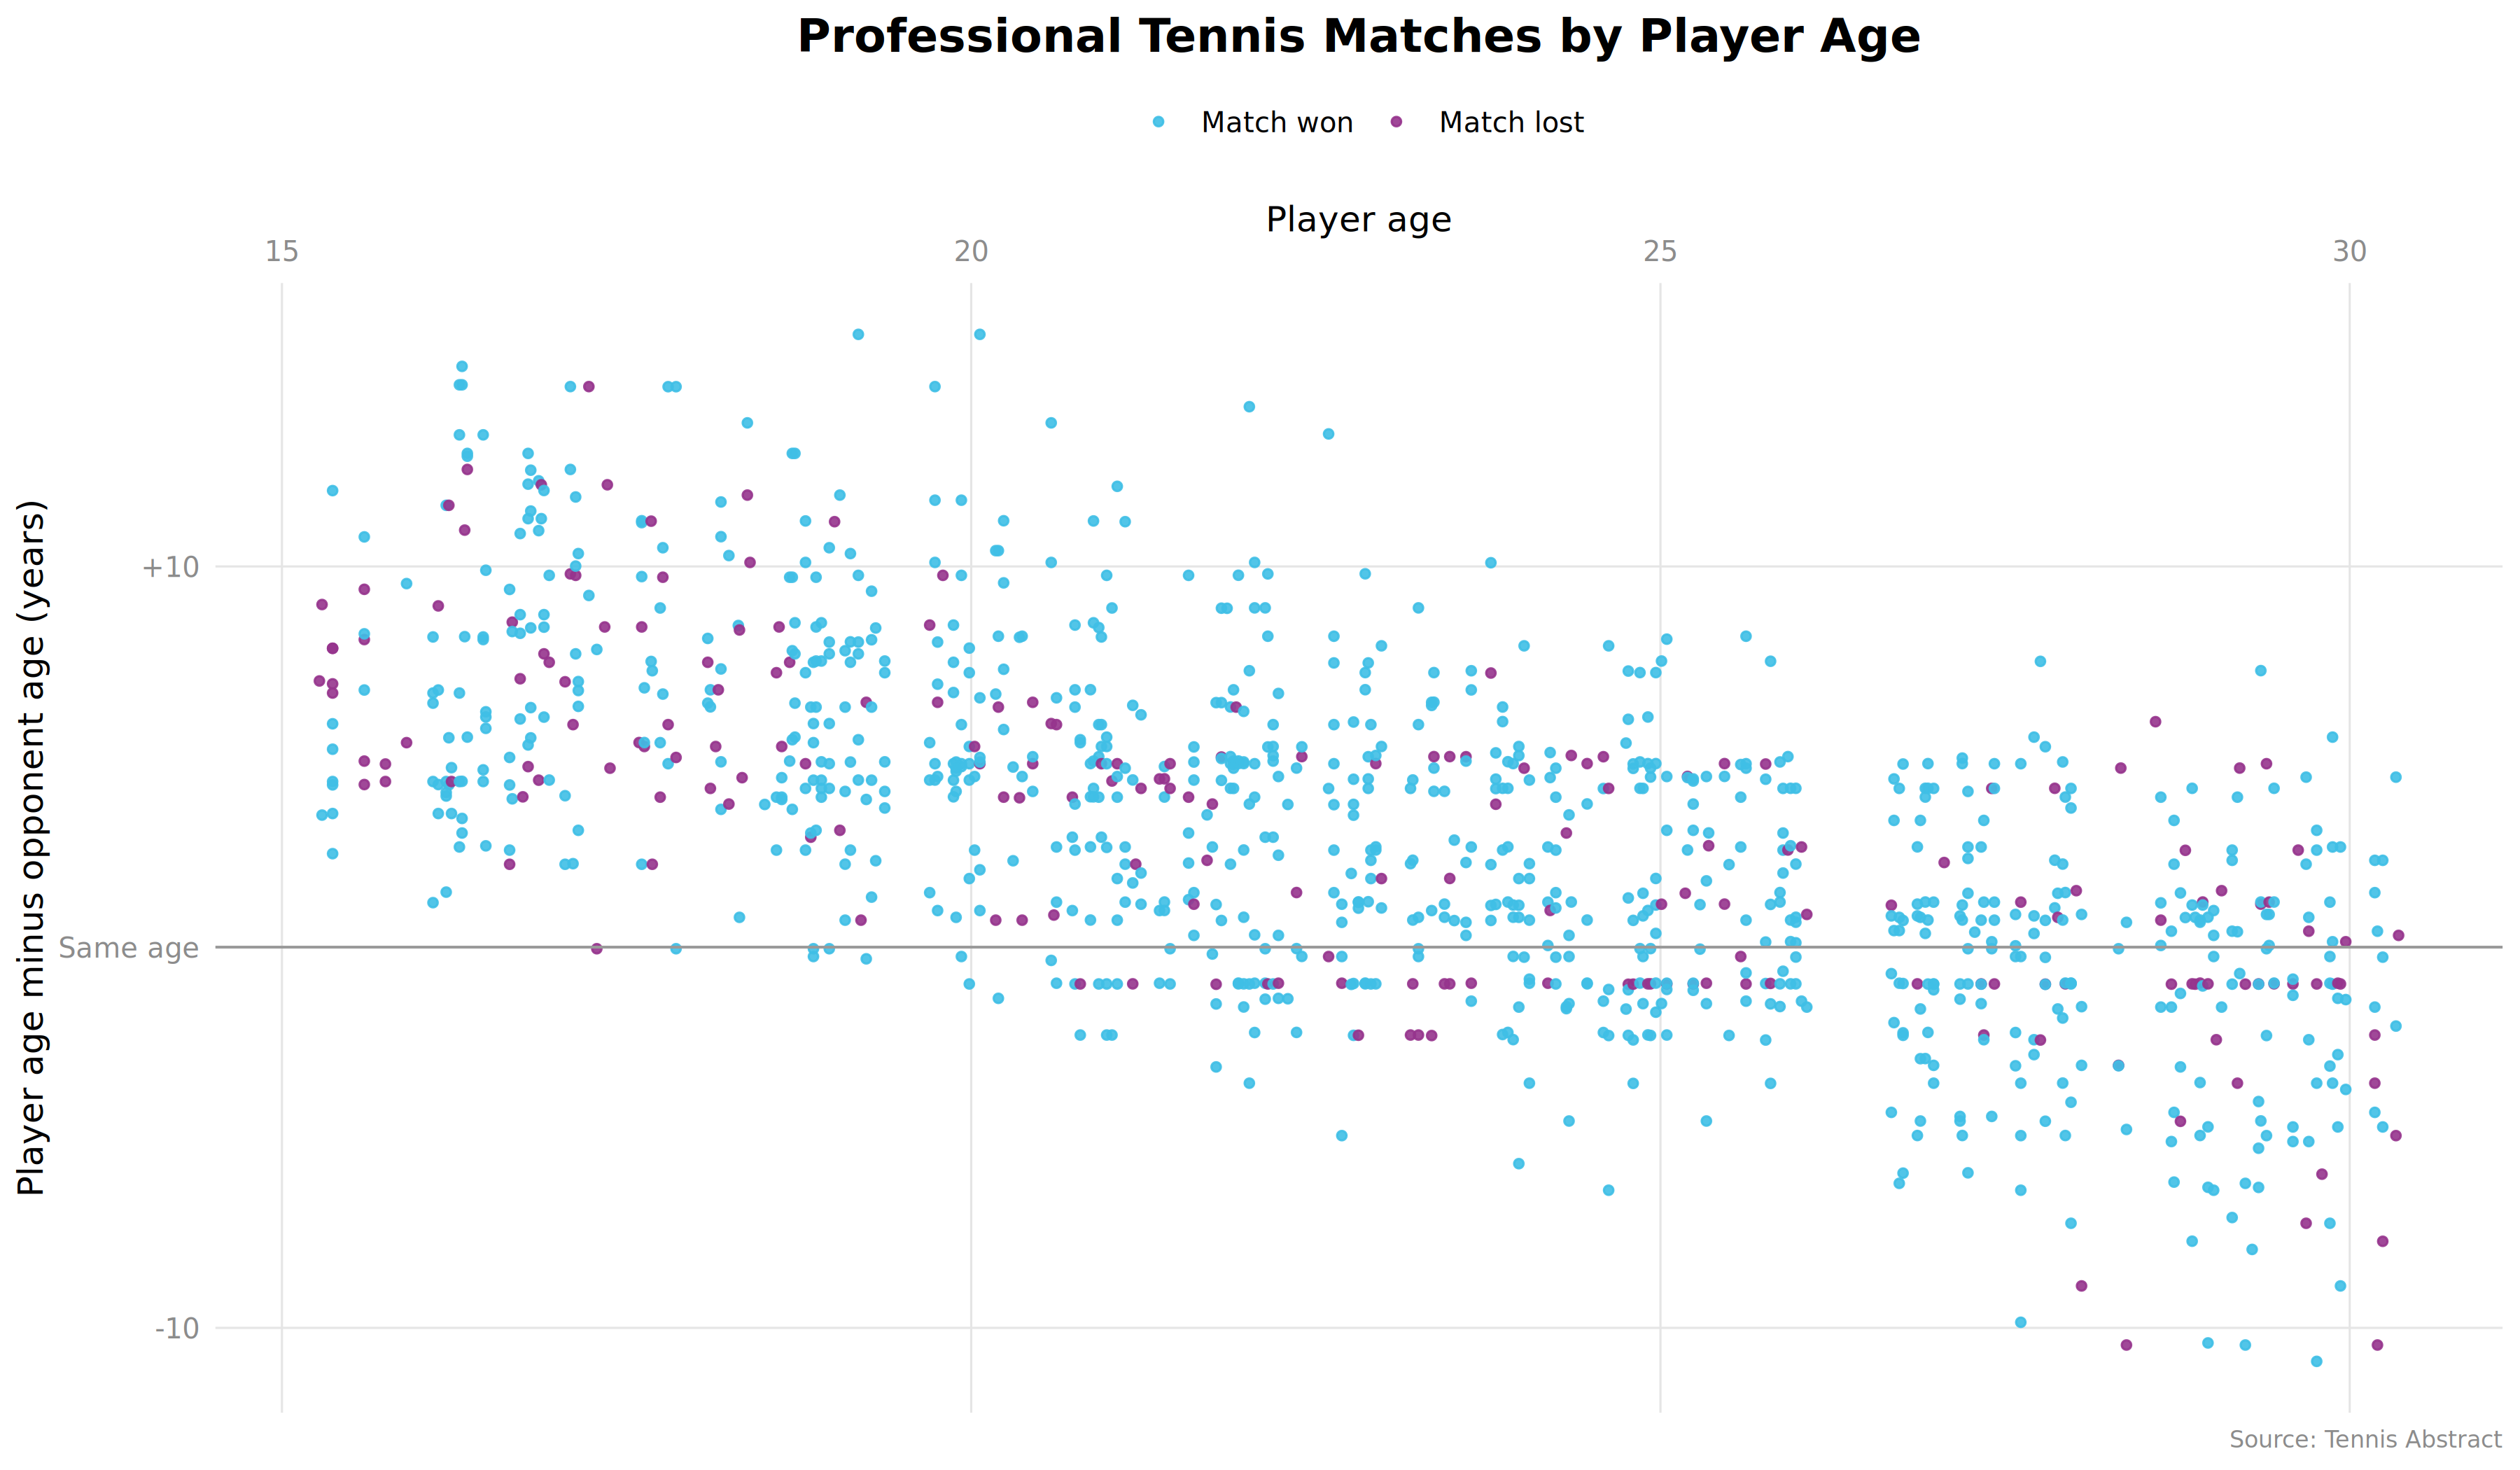 Professional Tennis Matches by Player Age
Match won
Match lost
Player age
15
20
25
30
Player age minus opponent age (years)
+10
Same age
-10
Source: Tennis Abstract